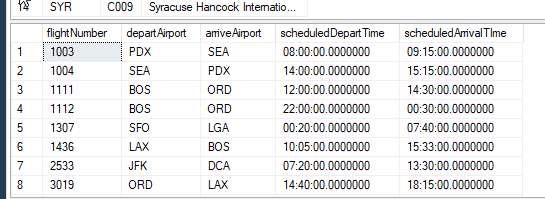 14 SYR C009 Syracuse Hancock Internatio...
flightNumber departAirport arriveAirport scheduledDepartTime scheduledArrivalTIme
1 1003 PDX SEA 08:00:00.0000000 09:15:00.0000000
2 1004 SEA PDX 14:00:00.0000000 15:15:00.0000000
3 1111 BOS ORD 12:00:00.0000000 14:30:00.0000000
4 1112 BOS ORD 22:00:00.0000000 00:30:00.0000000
5 1307 SFO LGA 00:20:00.0000000 07:40:00.0000000
6 1436 LAX BOS 10:05:00.0000000 15:33:00.0000000
7 2533 JFK DCA 07:20:00.0000000 13:30:00.0000000
8 3019 ORD LAX 14:40:00.0000000 18:15:00.0000000